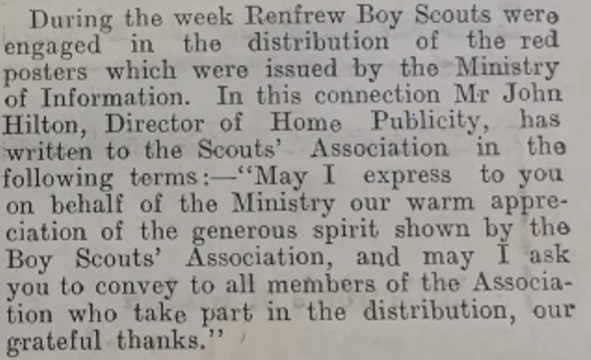 During the week Renfrew Boy Scouts were
engaged in the distribution of the red
posters which were issued by the Ministry
of Information. In this connection Mr John
Hilton, Director of Home Publicity, has
written to the Scouts' Association in the
following terms:—"May I express to you
on behalf of the Ministry our warm appre-
ciation of the generous spirit shown by the
Boy Scouts' Association, and may I ask
you to convey to all members of the Associa-
tion who take part in the distribution, our
grateful thanks."